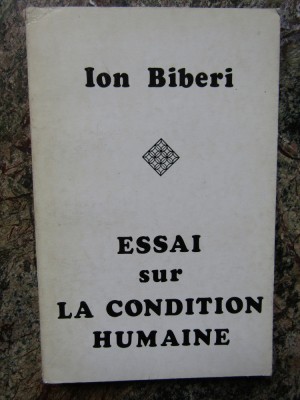 Ion Biberi
ESSAI
sur
LA CONDITION
HUMAINE